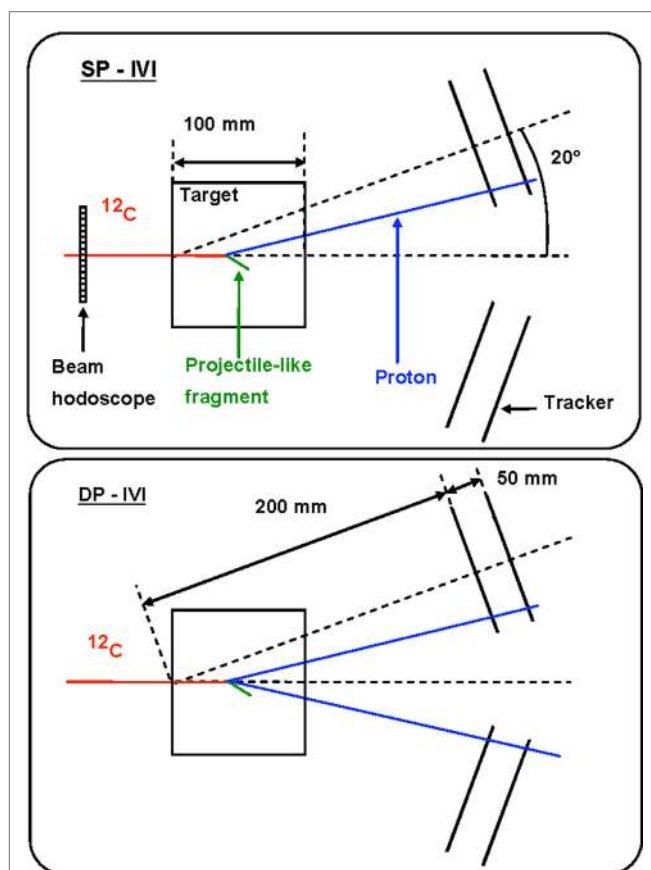 SP - IVI
100 mm
Target
20°
12C
Beam
hodoscope
Projectile-like
fragment
Proton
Tracker
DP - IVI
50 mm
200 mm
12C